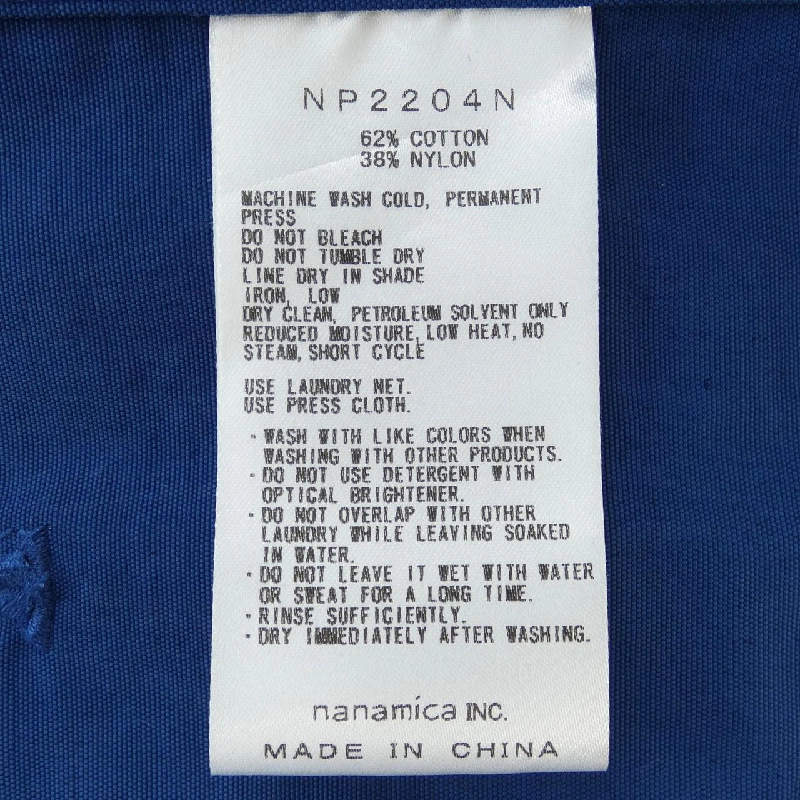 NP2204N
62% COTTON
38% NYLON
MACHINE WASH COLD, PERMANENT
PRESS
DO NOT BLEACH
DO NOT TUMBLE DRY
LINE DRY IN SHADE
IRON, LOW
DRY CLEAN, PETROLEUM SOLVENT ONLY
REDUCED MOISTURE, LOW HEAT, NO
STEAM, SHORT CYCLE
USE LAUNDRY NET.
USE PRESS CLOTH.
・WASH WITH LIKE COLORS WHEN
WASHING WITH OTHER PRODUCTS.
・DO NOT USE DETERGENT WITH
OPTICAL BRIGHTENER.
・DO NOT OVERLAP WITH OTHER
LAUNDRY WHILE LEAVING SOAKED
IN WATER.
・DO NOT LEAVE IT WET WITH WATER
OR SWEAT FOR A LONG TIME.
・RINSE SUFFICIENTLY.
・DRY IMMEDIATELY AFTER WASHING.
nanamica INC.
MADE IN CHINA